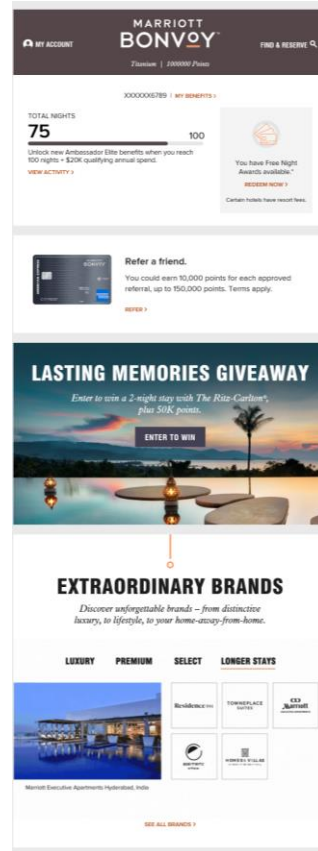 MARRIOTT
BONVOY
MY ACCOUNT
FIND & RESERVE
Titanium | 1000000 Points
XXXXXX6789 | MY BENEFITS >
TOTAL NIGHTS
75
100
Unlock new Ambassador Elite benefits when you reach
100 nights + $20K qualifying annual spend.
VIEW ACTIVITY >
You have Free Night
Awards available.*
REDEEM NOW >
Certain hotels have resort fees.
BONVOY
Refer a friend.
You could earn 10,000 points for each approved
referral, up to 150,000 points. Terms apply.
REFER >
LASTING MEMORIES GIVEAWAY
Enter to win a 2-night stay with The Ritz-Carlton®,
plus 50K points.
ENTER TO WIN
EXTRAORDINARY BRANDS
Discover unforgettable brands – from distinctive
luxury, to lifestyle, to your home-away-from-home.
LUXURY PREMIUM SELECT LONGER STAYS
Residence INN
TOWNEPLACE
SUITES
Marriott
Marriott Executive Apartments Hyderabad, India
SEE ALL BRANDS >